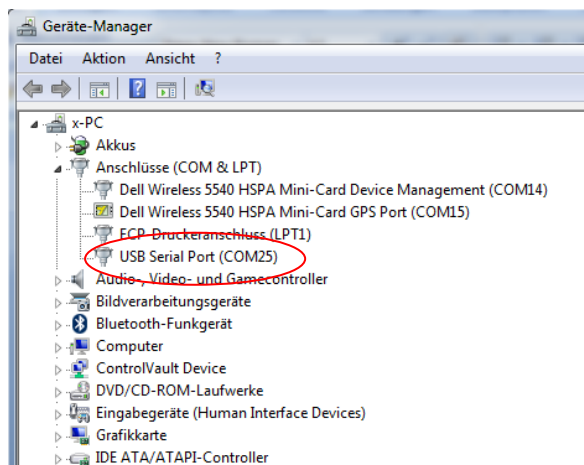 Geräte-Manager
Datei Aktion Ansicht ?
x-PC
Akkus
Anschlüsse (COM & LPT)
Dell Wireless 5540 HSPA Mini-Card Device Management (COM14)
Dell Wireless 5540 HSPA Mini-Card GPS Port (COM15)
ECP-Druckeranschluss (LPT1)
USB Serial Port (COM25)
Audio-, Video- und Gamecontroller
Bildverarbeitungsgeräte
Bluetooth-Funkgerät
Computer
ControlVault Device
DVD/CD-ROM-Laufwerke
Eingabegeräte (Human Interface Devices)
Grafikkarte
IDE ATA/ATAPI-Controller